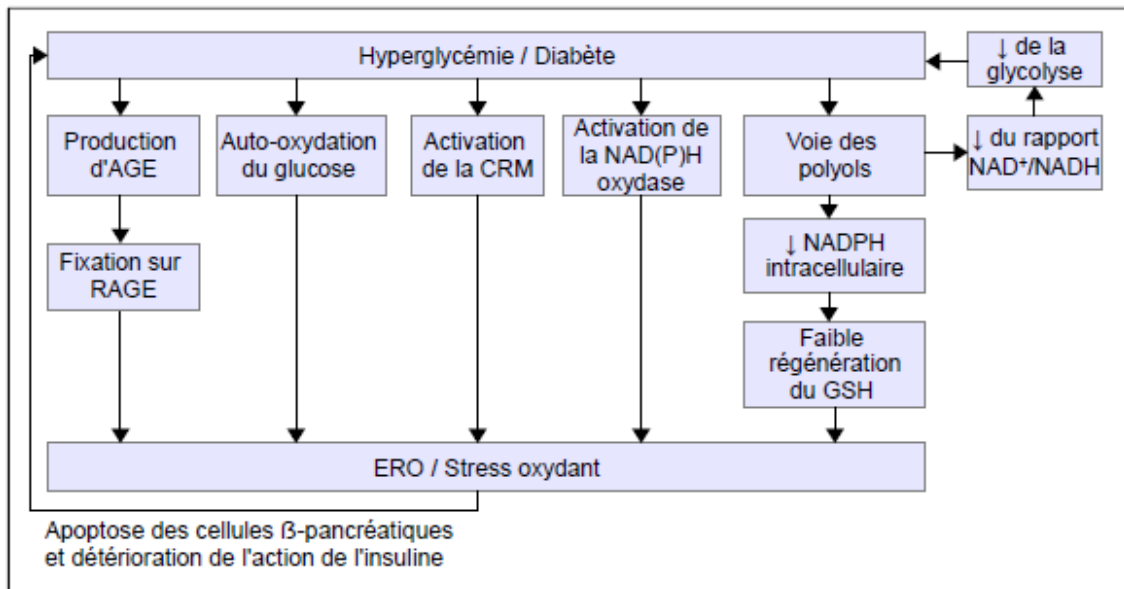 Hyperglycémie / Diabète
↓ de la
glycolyse
Production
d'AGE
Auto-oxydation
du glucose
Activation
de la CRM
Activation de
la NAD(P)H
oxydase
Voie des
polyols
↓ du rapport
NAD⁺/NADH
Fixation sur
RAGE
↓ NADPH
intracellulaire
Faible
régénération
du GSH
ERO / Stress oxydant
Apoptose des cellules ß-pancréatiques
et détérioration de l'action de l'insuline